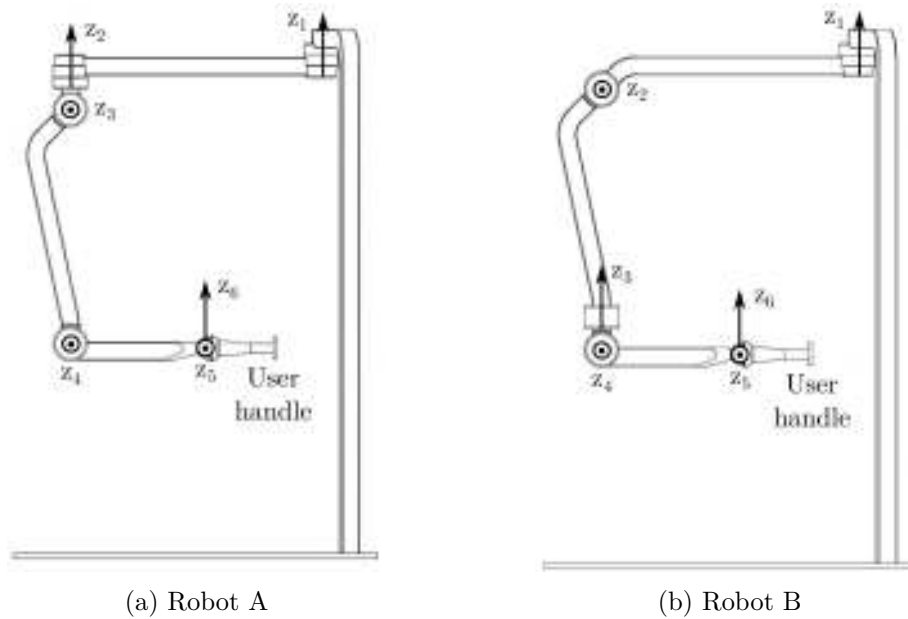 z₁
z₂
z₃
z₄
z₆
z₅
User
handle
(a) Robot A
z₁
z₂
z₃
z₄
z₆
z₅
User
handle
(b) Robot B